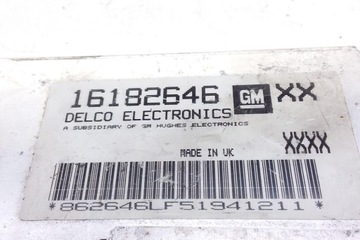 16182646 GM XX
DELCO ELECTRONICS
A SUBSIDIARY OF GM HUGHES ELECTRONICS
XXXX
MADE IN UK
*862646LF51941211*